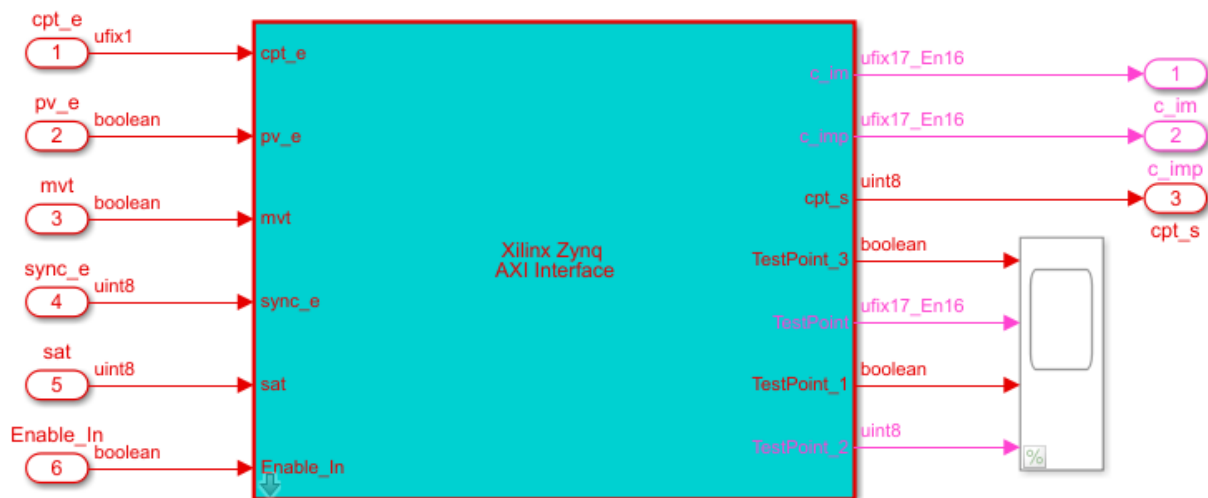 cpt_e
1
ufix1
cpt_e
pv_e
2
boolean
pv_e
mvt
3
boolean
mvt
sync_e
4
uint8
sync_e
sat
5
uint8
sat
Enable_In
6
boolean
Enable_In
Xilinx Zynq
AXI Interface
c_im
ufix17_En16
1
c_im
c_imp
ufix17_En16
2
c_imp
cpt_s
uint8
3
cpt_s
TestPoint_3
boolean
TestPoint
ufix17_En16
TestPoint_1
boolean
TestPoint_2
uint8
%